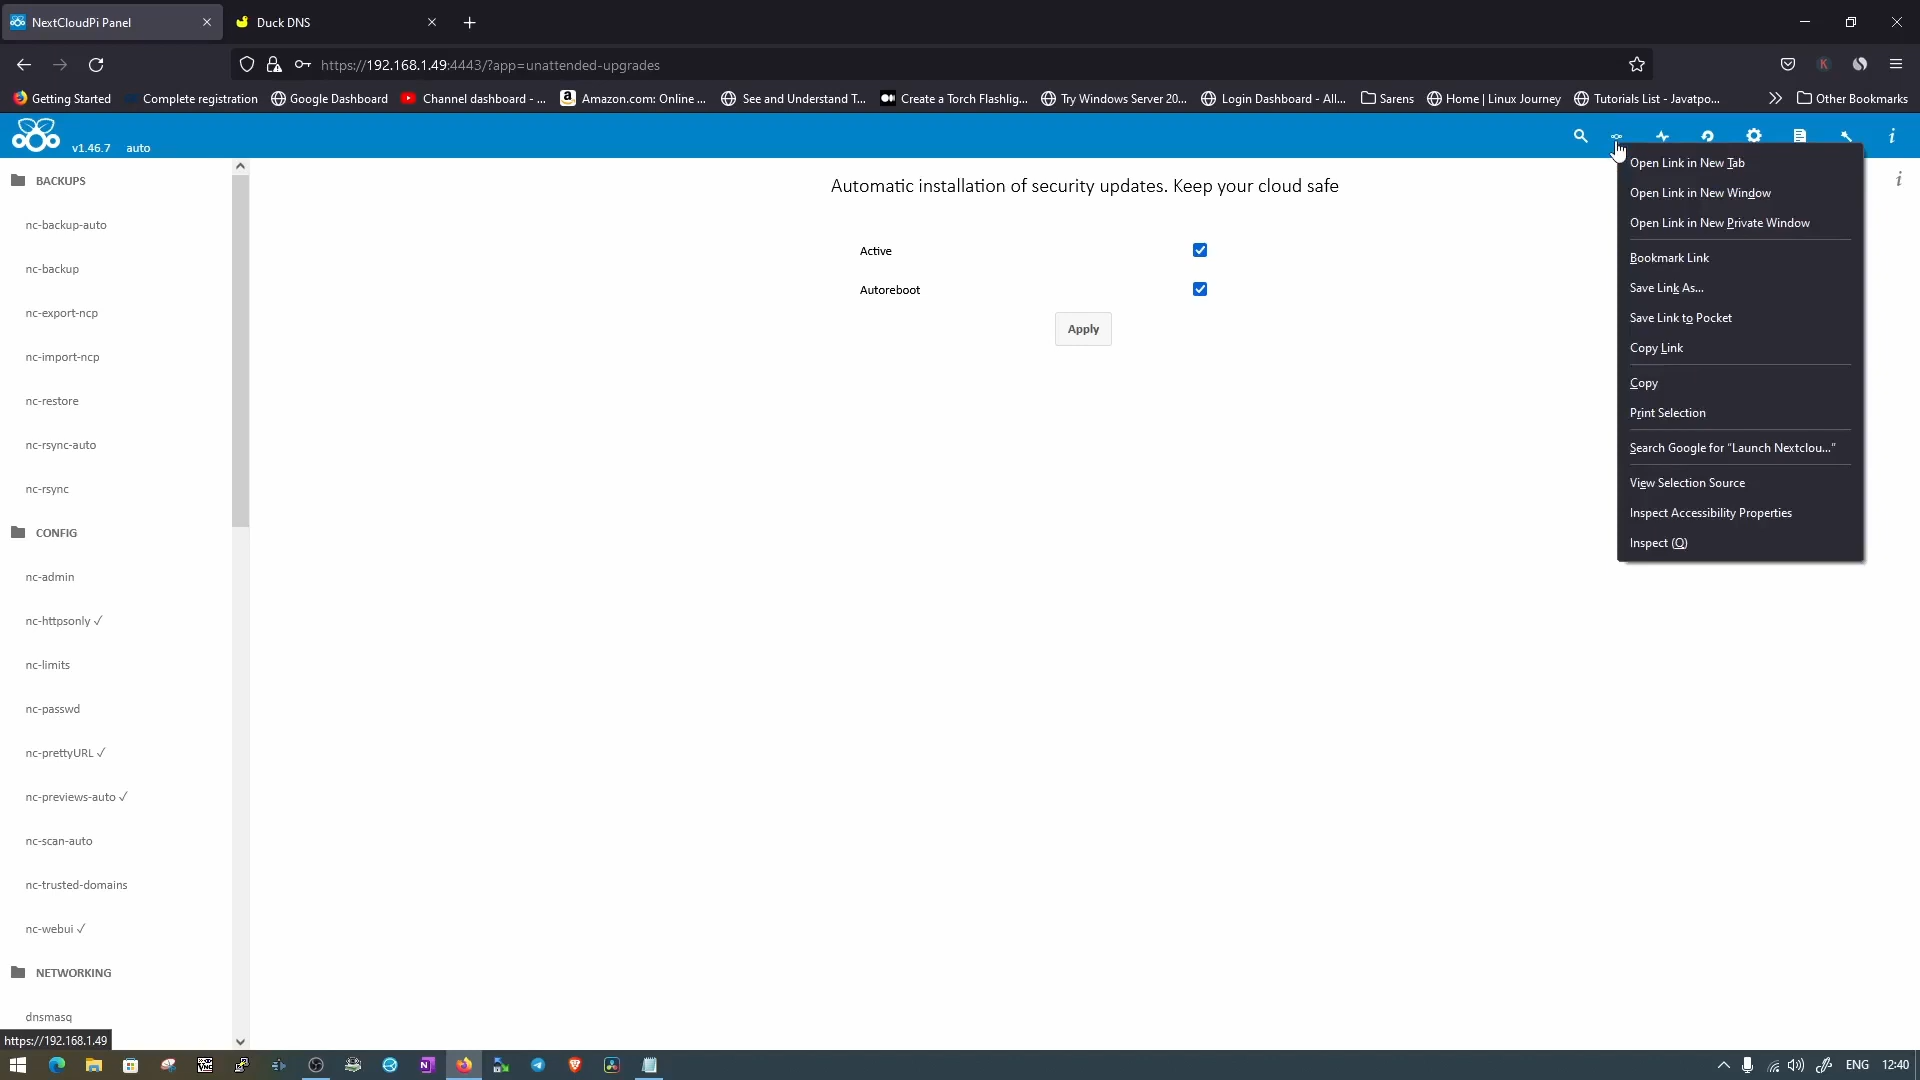 NextCloudPi Panel
Duck DNS
https://192.168.1.49:4443/?app=unattended-upgrades
Getting Started
Complete registration
Google Dashboard
Channel dashboard - ...
Amazon.com: Online ...
See and Understand T...
Create a Torch Flashlig...
Try Windows Server 20...
Login Dashboard - All...
Sarens
Home | Linux Journey
Tutorials List - Javatpo...
Other Bookmarks
v1.46.7 auto
BACKUPS
nc-backup-auto
nc-backup
nc-export-ncp
nc-import-ncp
nc-restore
nc-rsync-auto
nc-rsync
CONFIG
nc-admin
nc-httpsonly ✓
nc-limits
nc-passwd
nc-prettyURL ✓
nc-previews-auto ✓
nc-scan-auto
nc-trusted-domains
nc-webui ✓
NETWORKING
dnsmasq
https://192.168.1.49
Automatic installation of security updates. Keep your cloud safe
Active
Autoreboot
Apply
Open Link in New Tab
Open Link in New Window
Open Link in New Private Window
Bookmark Link
Save Link As...
Save Link to Pocket
Copy Link
Copy
Print Selection
Search Google for “Launch Nextclou...”
View Selection Source
Inspect Accessibility Properties
Inspect (Q)
ENG
12:40